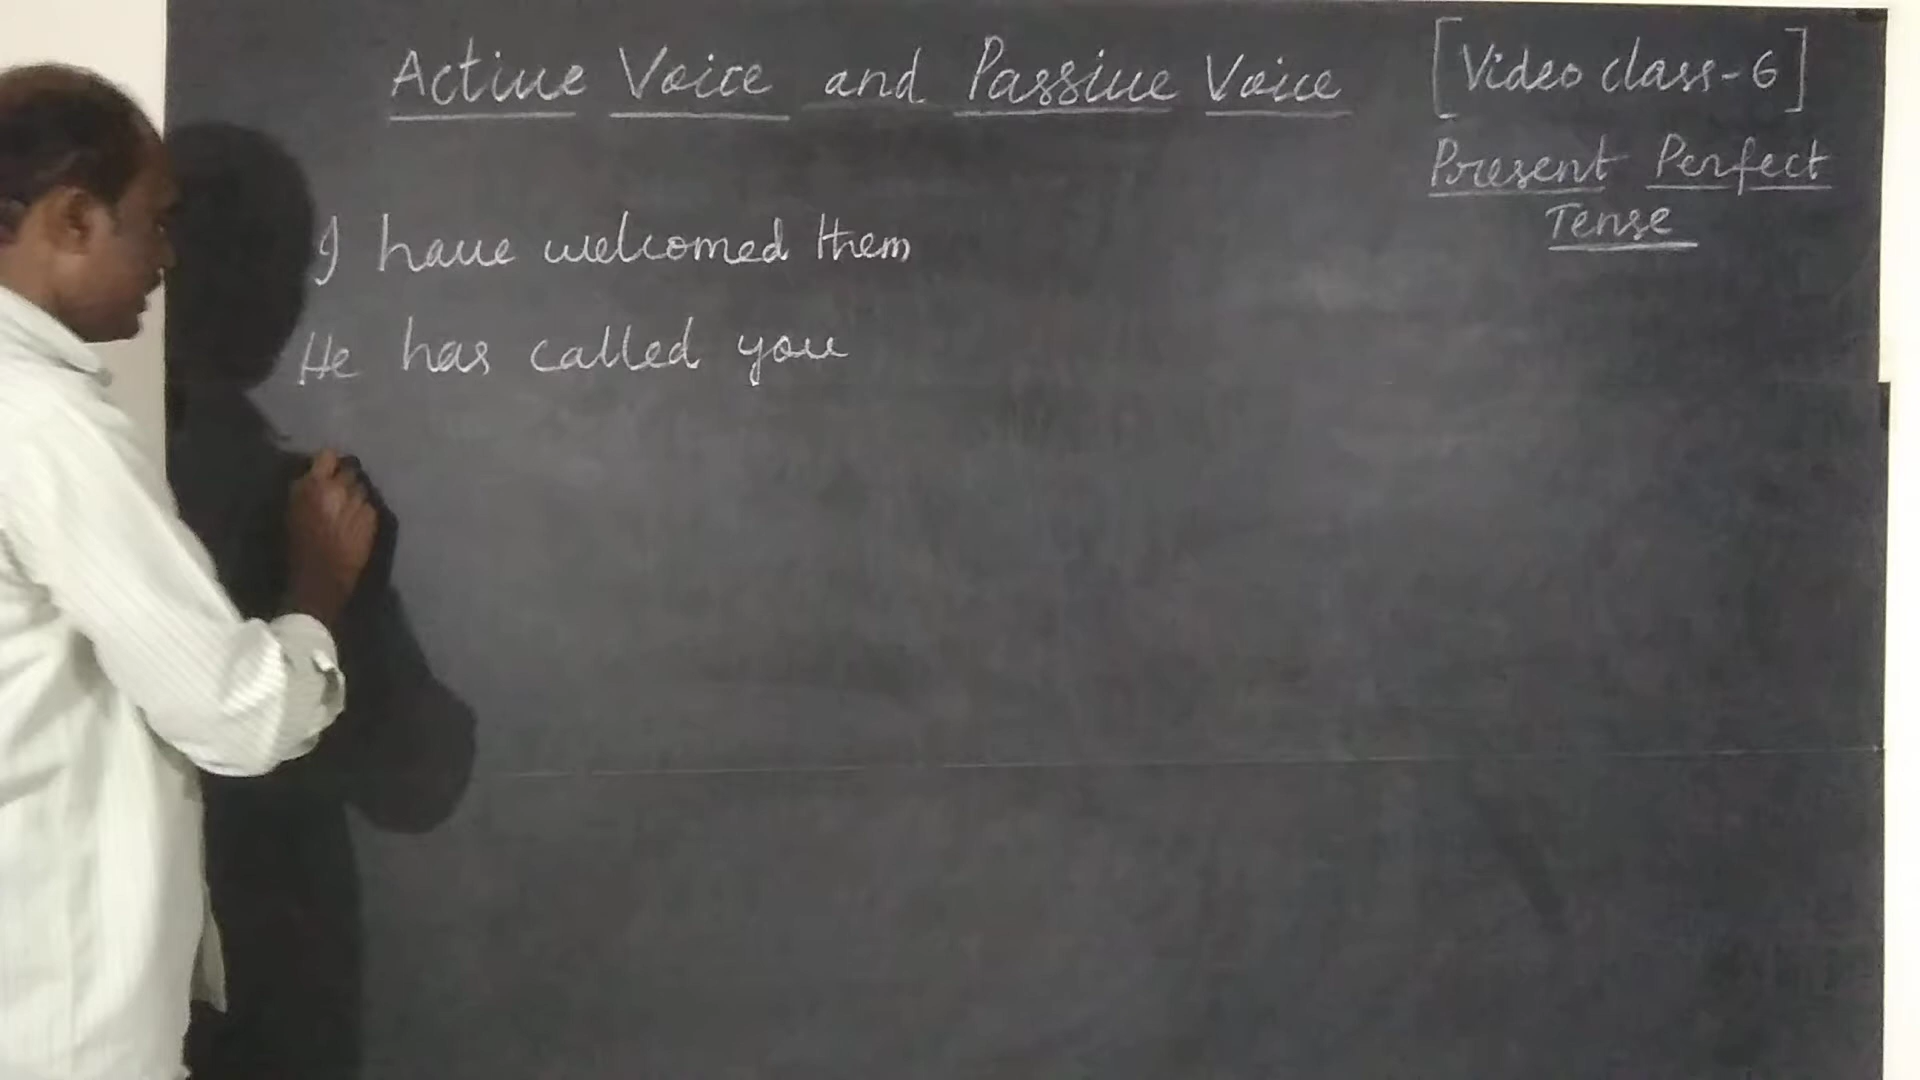 Active Voice and Passive Voice
[Video class-6]
Present Perfect
Tense
I have welcomed them
He has called you